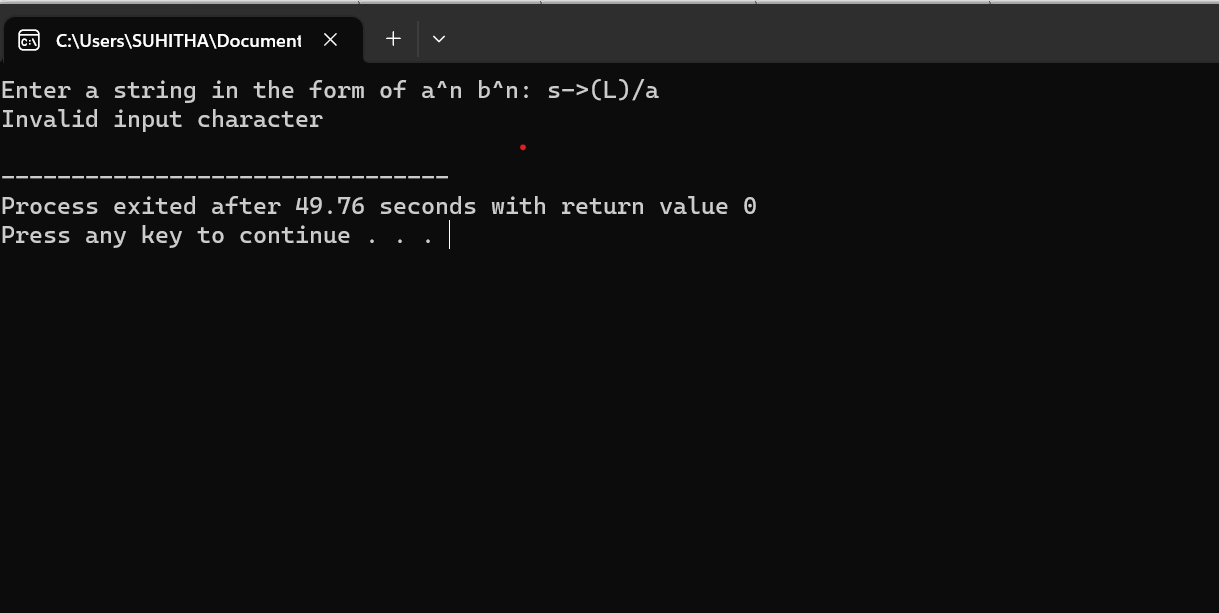 C:\Users\SUHITHA\Document
Enter a string in the form of a^n b^n: s->(L)/a
Invalid input character
--------------------------------
Process exited after 49.76 seconds with return value 0
Press any key to continue . . .